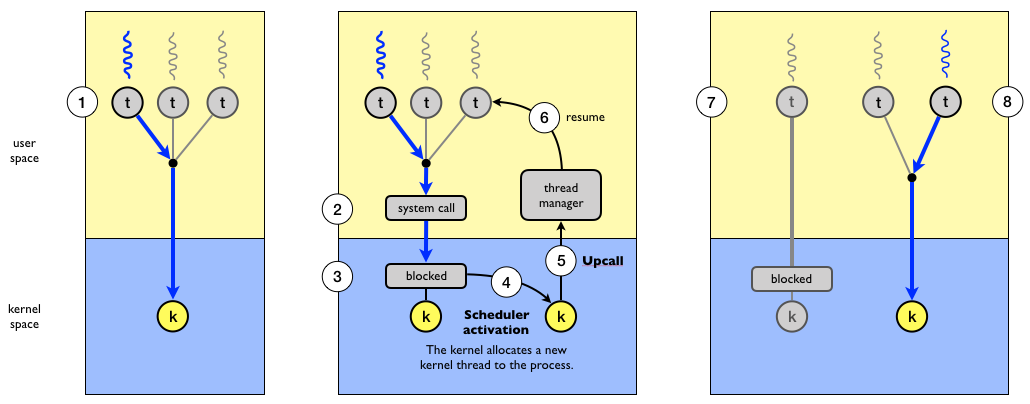 t
t
t
1
user
space
k
kernel
space
t
t
t
6
resume
thread
manager
2
system call
3
blocked
4
5
Upcall
k
k
Scheduler
activation
The kernel allocates a new
kernel thread to the process.
7
t
t
t
8
blocked
k
k